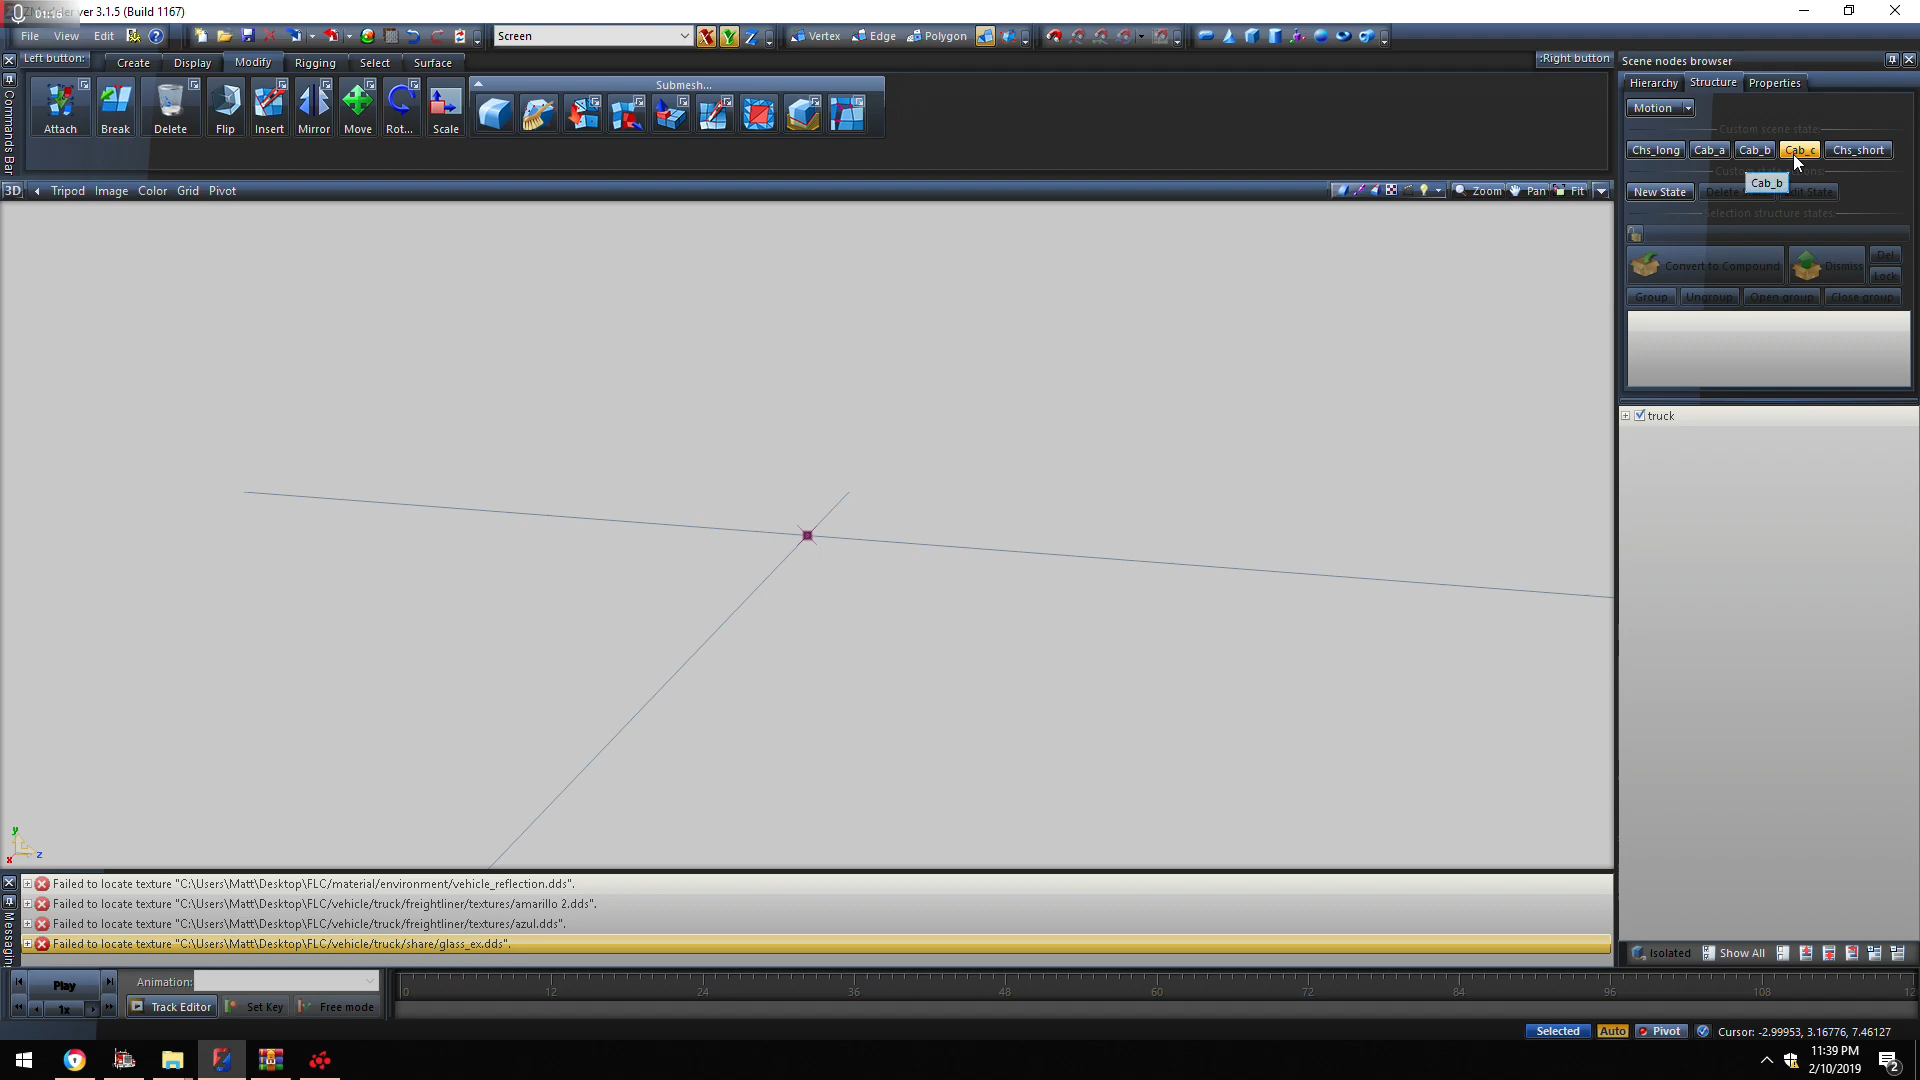 01:16
ver 3.1.5 (Build 1167)
File View Edit
Screen
X Y Z
Vertex Edge Polygon
Left button:
Create Display Modify Rigging Select Surface
:Right button
Commands Bar
Attach Break Delete Flip Insert Mirror Move Rot... Scale
Submesh...
3D Tripod Image Color Grid Pivot
Zoom Pan Fit
Scene nodes browser
Hierarchy Structure Properties
Motion
Custom scene state:
Chs_long Cab_a Cab_b Cab_c Chs_short
Cab_b
New State Delete
Selection structure states:
Convert to Compound Dismiss Del
Lock
Group Ungroup Open group Close group
truck
y
x z
Messaging
Failed to locate texture "C:\Users\Matt\Desktop\FLC/material/environment/vehicle_reflection.dds".
Failed to locate texture "C:\Users\Matt\Desktop\FLC/vehicle/truck/freightliner/textures/amarillo 2.dds".
Failed to locate texture "C:\Users\Matt\Desktop\FLC/vehicle/truck/freightliner/textures/azul.dds".
Failed to locate texture "C:\Users\Matt\Desktop\FLC/vehicle/truck/share/glass_ex.dds".
Isolated Show All
Play
1x
Animation:
Track Editor Set Key Free mode
0 12 24 36 48 60 72 84 96 108 12
Selected Auto Pivot Cursor: -2.99953, 3.16776, 7.46127
11:39 PM
2/10/2019
2